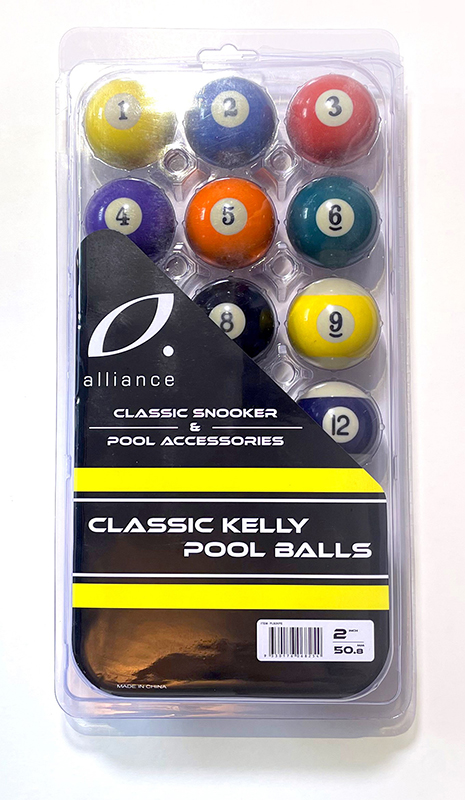 1
2
3
4
5
6
8
9
12
alliance
CLASSIC SNOOKER
&
POOL ACCESSORIES
CLASSIC KELLY
POOL BALLS
2 INCH
50.8 MM
MADE IN CHINA